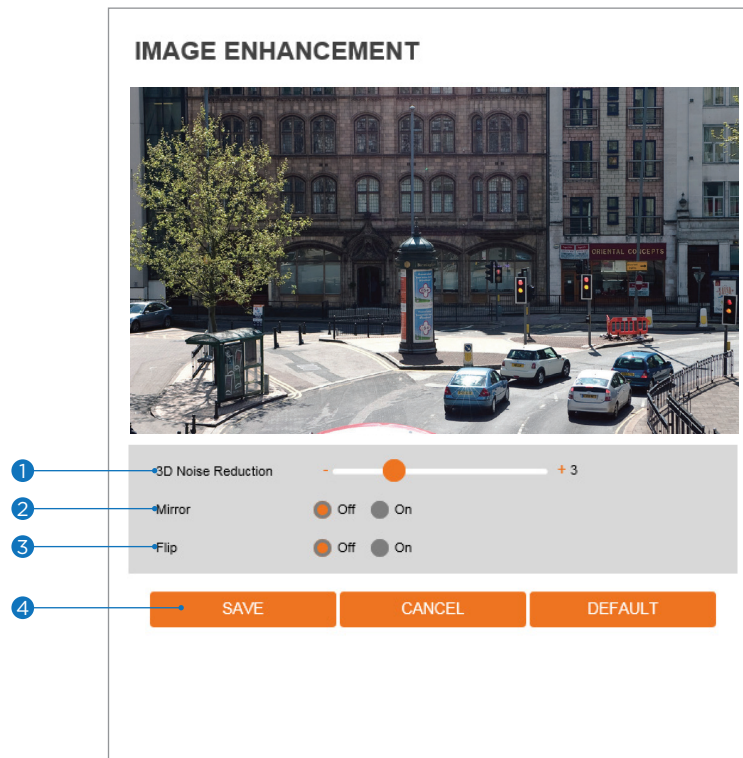 IMAGE ENHANCEMENT
ORIENTAL CONCEPTS
1 3D Noise Reduction - + 3
2 Mirror Off On
3 Flip Off On
4 SAVE CANCEL DEFAULT